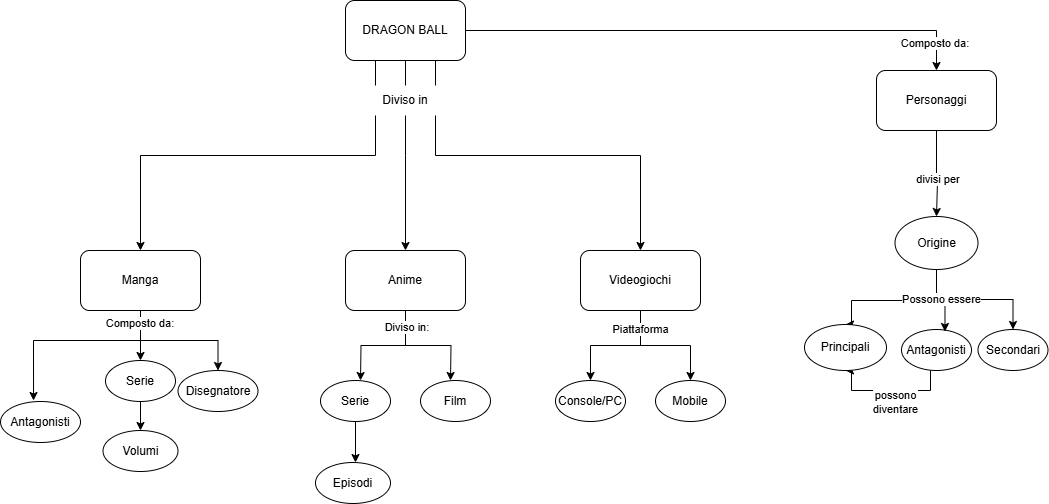 DRAGON BALL
Composto da:
Diviso in
Personaggi
divisi per
Origine
Manga
Anime
Videogiochi
Possono essere
Composto da:
Diviso in:
Piattaforma
Principali
Antagonisti
Secondari
Serie
Disegnatore
Antagonisti
Serie
Film
Console/PC
Mobile
possono
diventare
Volumi
Episodi